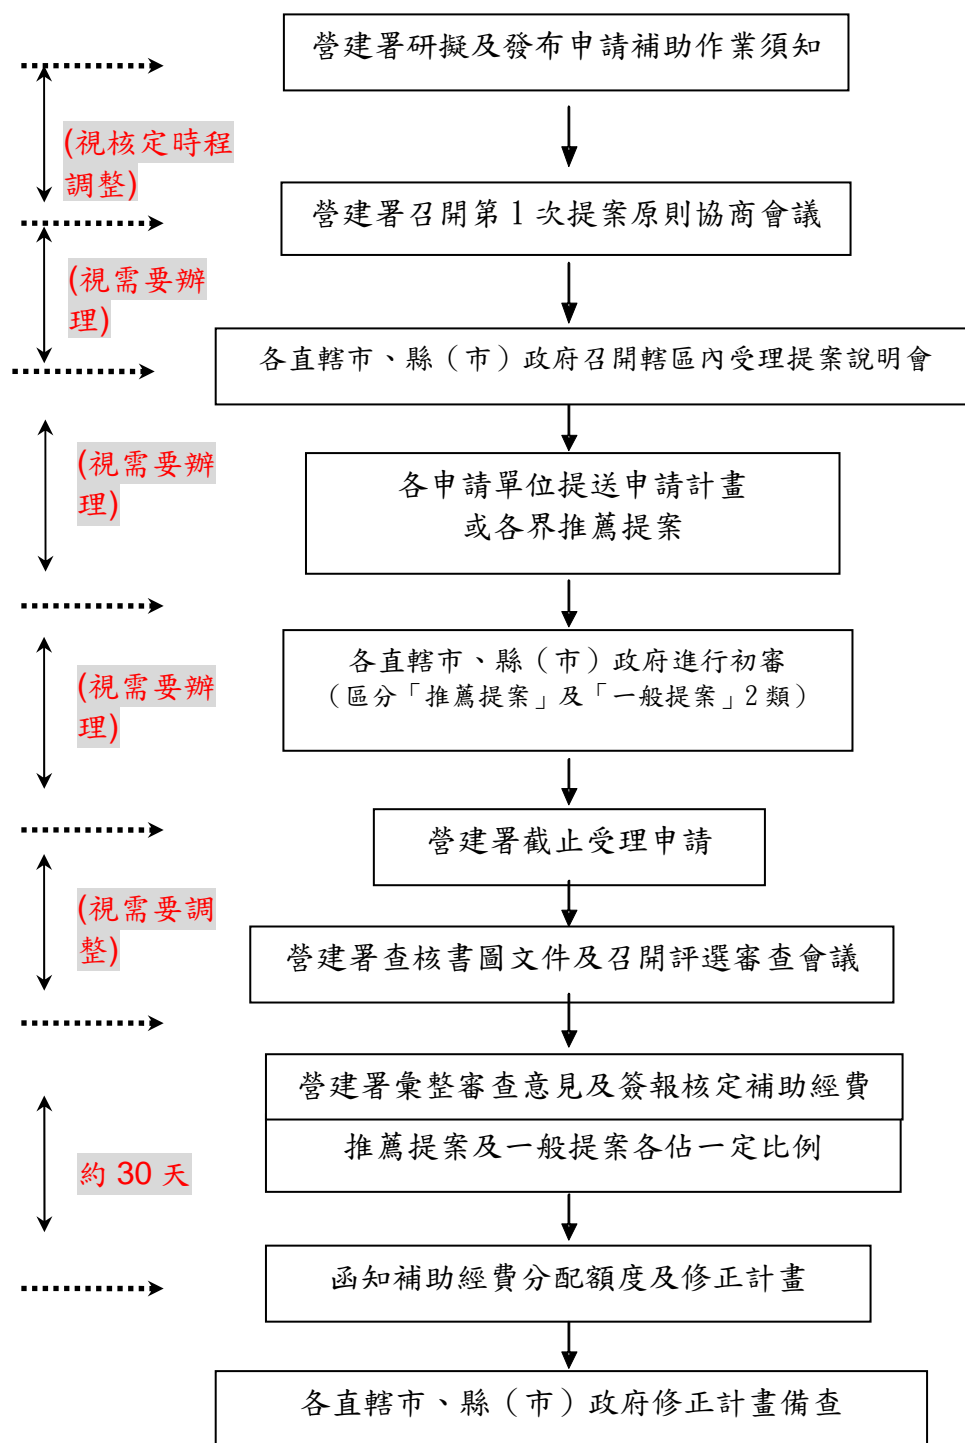 營建署研擬及發布申請補助作業須知
(視核定時程
調整)
營建署召開第 1 次提案原則協商會議
(視需要辦
理)
各直轄市、縣（市）政府召開轄區內受理提案說明會
(視需要辦
理)
各申請單位提送申請計畫
或各界推薦提案
各直轄市、縣（市）政府進行初審
（區分「推薦提案」及「一般提案」2 類）
(視需要辦
理)
營建署截止受理申請
(視需要調
整)
營建署查核書圖文件及召開評選審查會議
營建署彙整審查意見及簽報核定補助經費
推薦提案及一般提案各佔一定比例
約 30 天
函知補助經費分配額度及修正計畫
各直轄市、縣（市）政府修正計畫備查